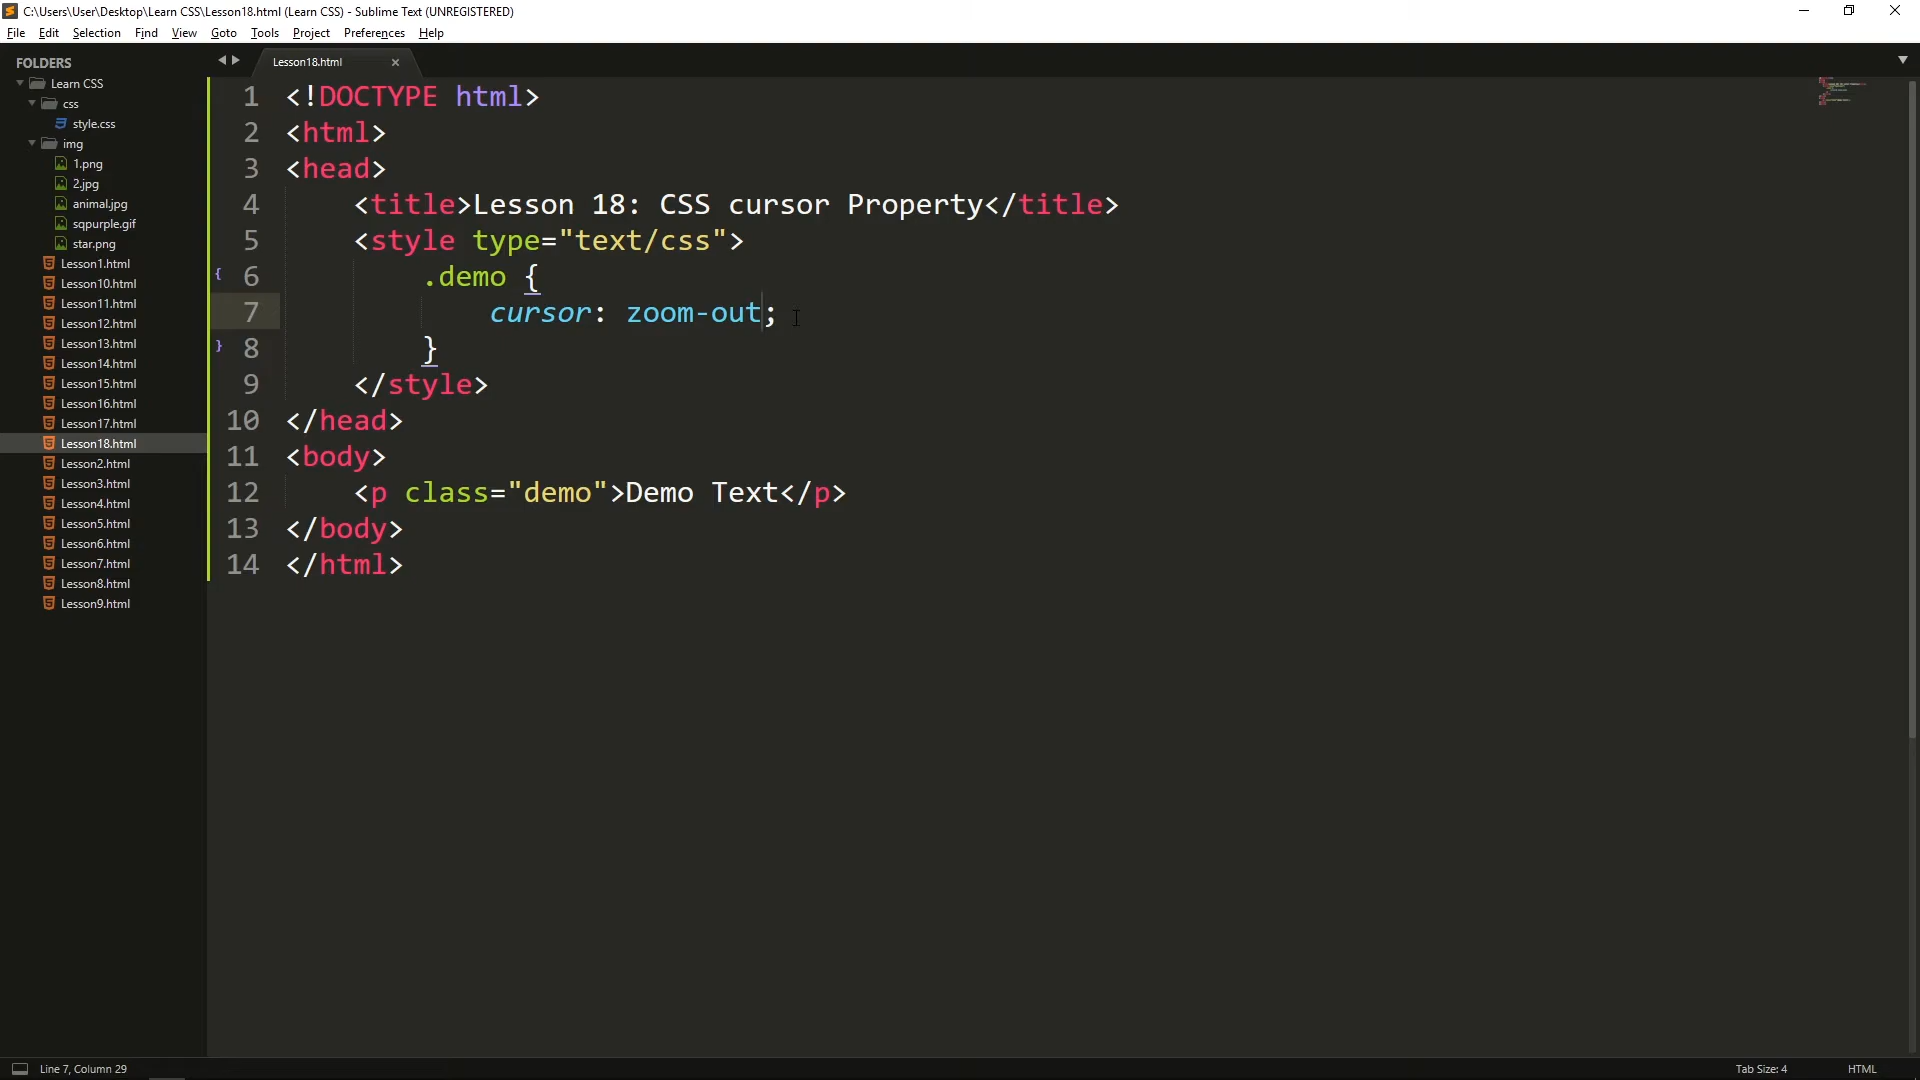 C:\Users\User\Desktop\Learn CSS\Lesson18.html (Learn CSS) - Sublime Text (UNREGISTERED)
File Edit Selection Find View Goto Tools Project Preferences Help
FOLDERS
Learn CSS
css
style.css
img
1.png
2.jpg
animal.jpg
sqpurple.gif
star.png
Lesson1.html
Lesson10.html
Lesson11.html
Lesson12.html
Lesson13.html
Lesson14.html
Lesson15.html
Lesson16.html
Lesson17.html
Lesson18.html
Lesson2.html
Lesson3.html
Lesson4.html
Lesson5.html
Lesson6.html
Lesson7.html
Lesson8.html
Lesson9.html
Lesson18.html
1 <!DOCTYPE html>
2 <html>
3 <head>
4 <title>Lesson 18: CSS cursor Property</title>
5 <style type="text/css">
{ 6 .demo {
7 cursor: zoom-out;
} 8 }
9 </style>
10 </head>
11 <body>
12 <p class="demo">Demo Text</p>
13 </body>
14 </html>
Line 7, Column 29
Tab Size: 4
HTML